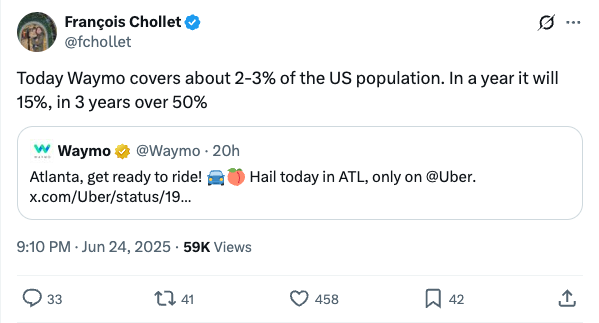 François Chollet
@fchollet
Today Waymo covers about 2-3% of the US population. In a year it will
15%, in 3 years over 50%
Waymo @Waymo · 20h
Atlanta, get ready to ride! 🚘🍑 Hail today in ATL, only on @Uber.
x.com/Uber/status/19...
9:10 PM · Jun 24, 2025 · 59K Views
33 41 458 42